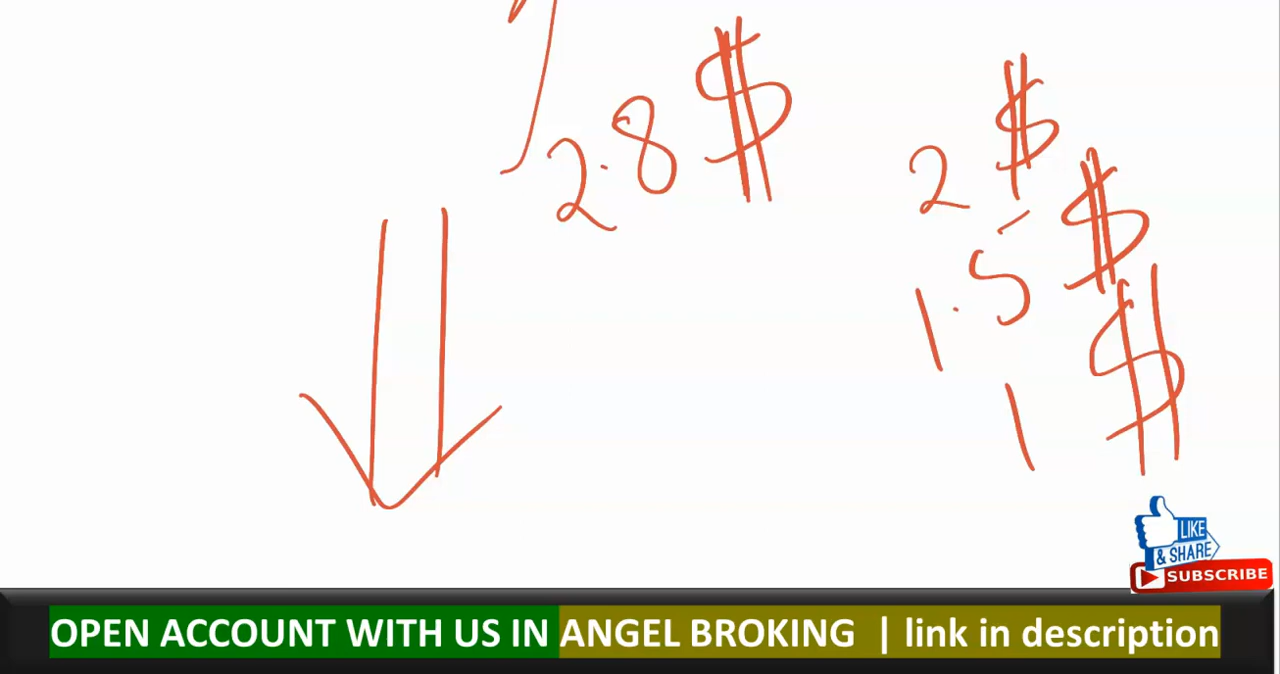 2.8 $
2 $
1.5 $
1 $
LIKE
& SHARE
SUBSCRIBE
OPEN ACCOUNT WITH US IN ANGEL BROKING | link in description